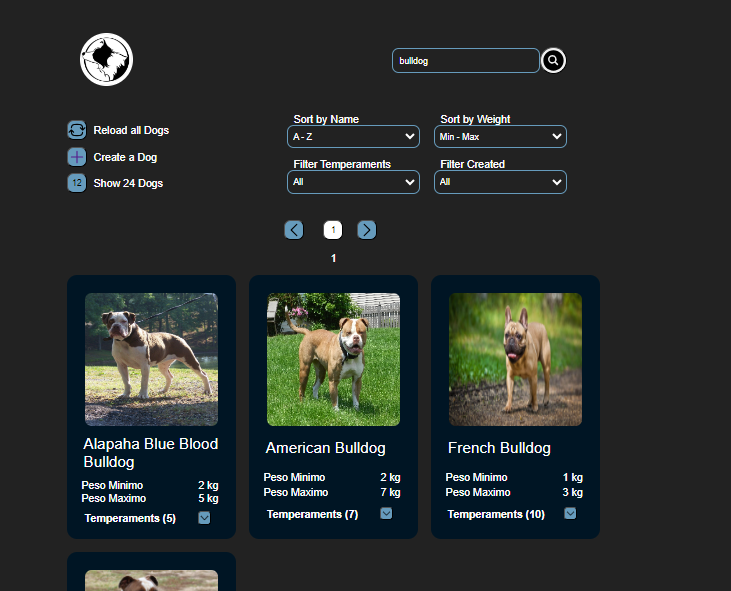 bulldog
Reload all Dogs
Create a Dog
12 Show 24 Dogs
Sort by Name
A - Z
Sort by Weight
Min - Max
Filter Temperaments
All
Filter Created
All
1
1
Alapaha Blue Blood
Bulldog
Peso Minimo 2 kg
Peso Maximo 5 kg
Temperaments (5)
American Bulldog
Peso Minimo 2 kg
Peso Maximo 7 kg
Temperaments (7)
French Bulldog
Peso Minimo 1 kg
Peso Maximo 3 kg
Temperaments (10)